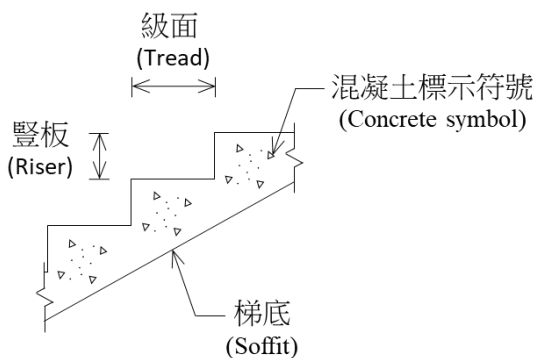 級面
(Tread)
混凝土標示符號
(Concrete symbol)
豎板
(Riser)
梯底
(Soffit)